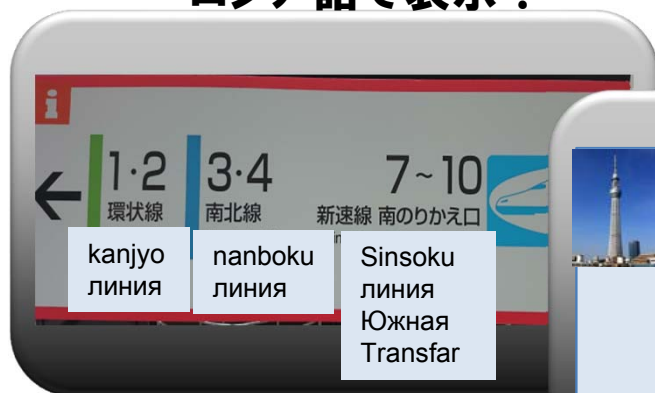 ロシア語で表示!
i
1・2 3・4 7~10
環状線 南北線 新速線 南のりかえ口
kanjyo
линия
nanboku
линия
Sinsoku
линия
Южная
Transfar